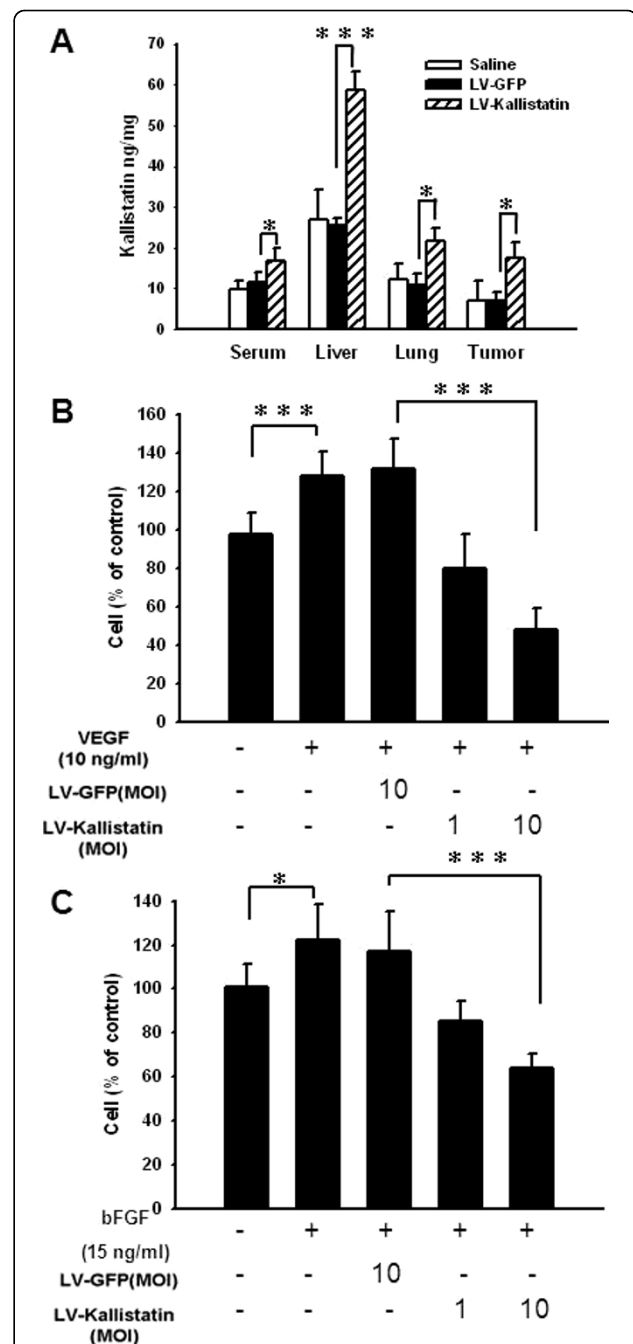 A
* * *
70
60
50
40
30
20
10
0
Kallistatin ng/mg
Saline
LV-GFP
LV-Kallistatin
*
*
*
Serum Liver Lung Tumor
B
* * *
* * *
160
140
120
100
80
60
40
20
0
Cell (% of control)
VEGF (10 ng/ml) - + + + +
LV-GFP(MOI) - - 10 - -
LV-Kallistatin (MOI) - - - 1 10
C
*
* * *
140
120
100
80
60
40
20
0
Cell (% of control)
bFGF (15 ng/ml) - + + + +
LV-GFP(MOI) - - 10 - -
LV-Kallistatin (MOI) - - - 1 10